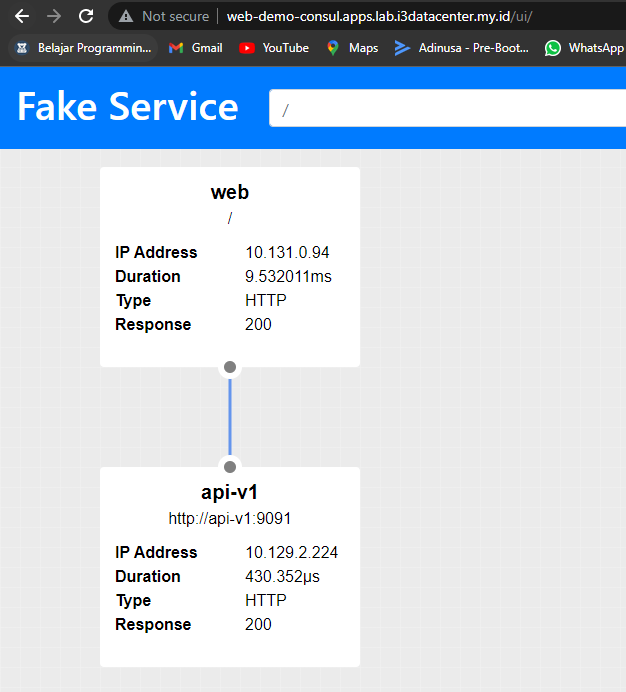 Not secure | web-demo-consul.apps.lab.i3datacenter.my.id/ui/
Belajar Programmin... Gmail YouTube Maps Adinusa - Pre-Boot... WhatsApp
Fake Service /
web
/
IP Address 10.131.0.94
Duration 9.532011ms
Type HTTP
Response 200
api-v1
http://api-v1:9091
IP Address 10.129.2.224
Duration 430.352µs
Type HTTP
Response 200